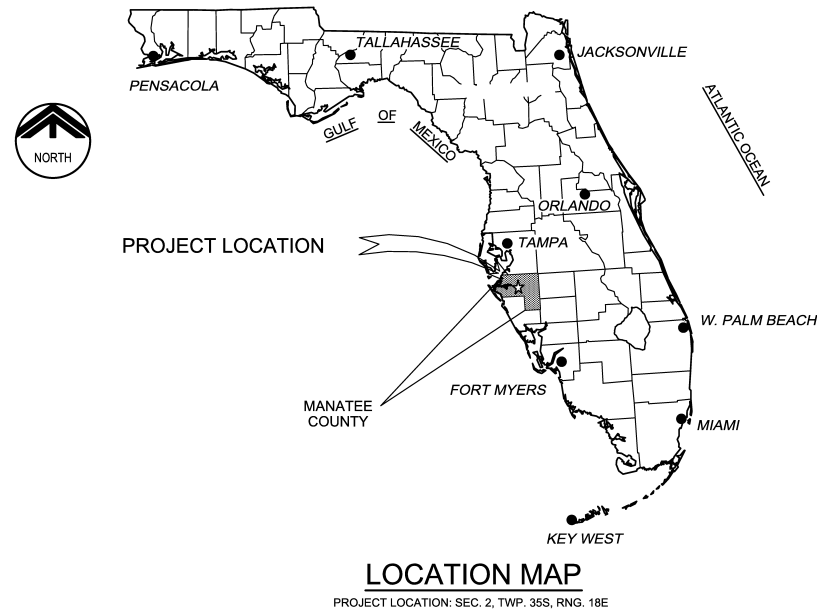 TALLAHASSEE
JACKSONVILLE
PENSACOLA
GULF OF MEXICO
ATLANTIC OCEAN
NORTH
ORLANDO
PROJECT LOCATION
TAMPA
W. PALM BEACH
FORT MYERS
MANATEE
COUNTY
MIAMI
KEY WEST
LOCATION MAP
PROJECT LOCATION: SEC. 2, TWP. 35S, RNG. 18E